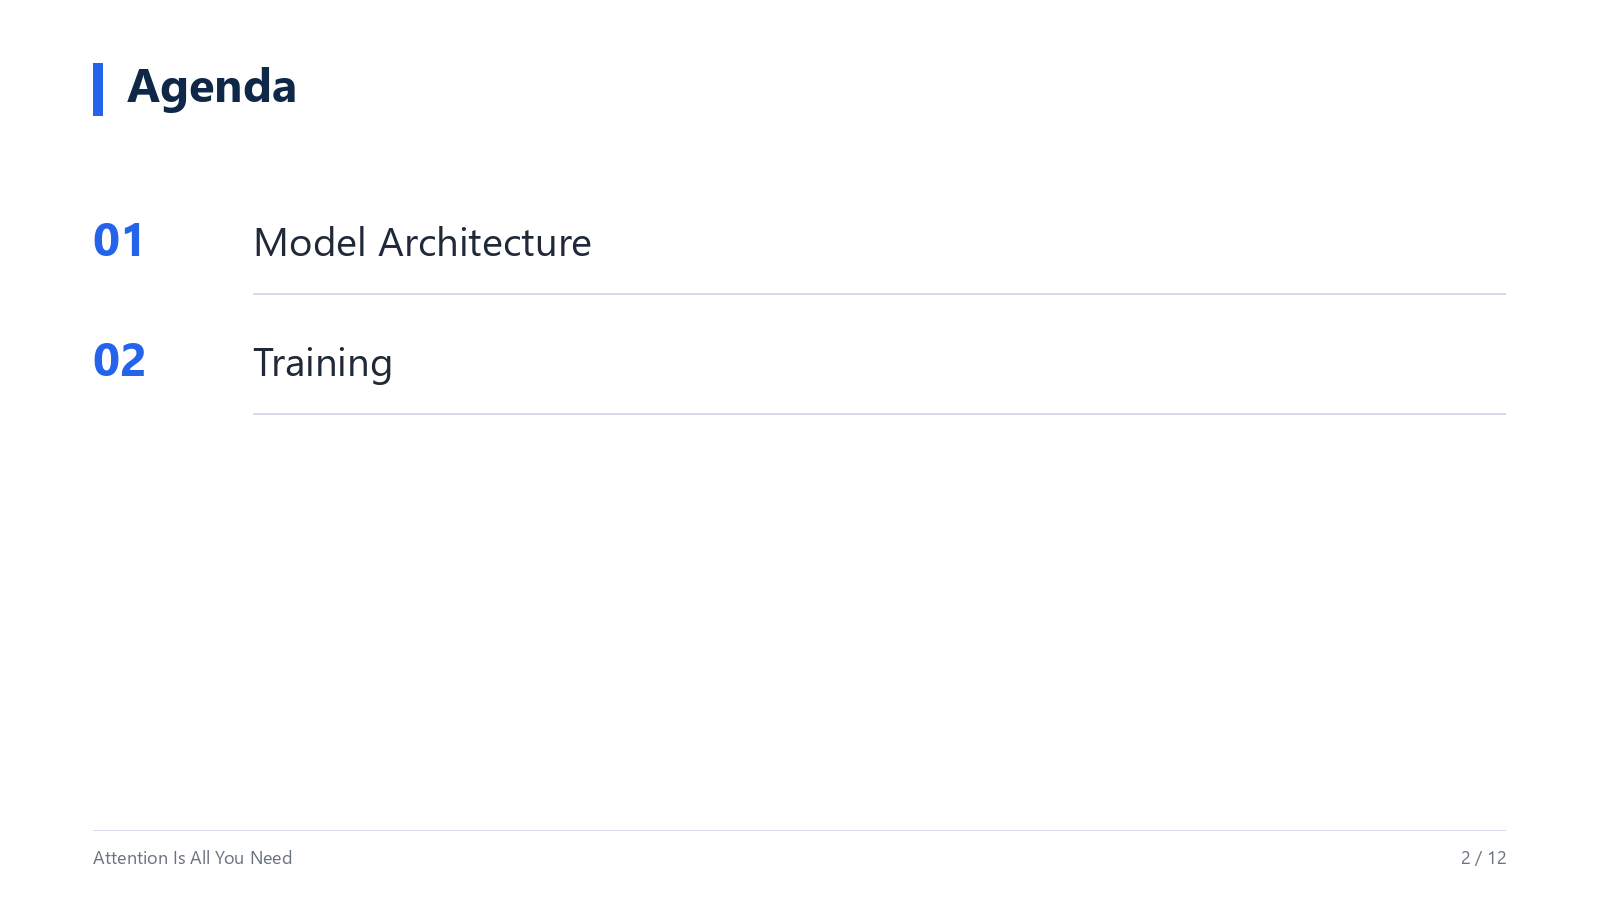 Agenda
01 Model Architecture
02 Training
Attention Is All You Need 2 / 12